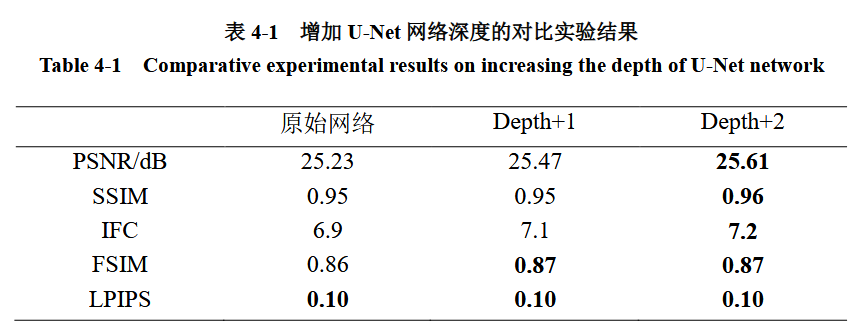 表 4-1 增加 U-Net 网络深度的对比实验结果
Table 4-1 Comparative experimental results on increasing the depth of U-Net network
原始网络 Depth+1 Depth+2
PSNR/dB 25.23 25.47 25.61
SSIM 0.95 0.95 0.96
IFC 6.9 7.1 7.2
FSIM 0.86 0.87 0.87
LPIPS 0.10 0.10 0.10